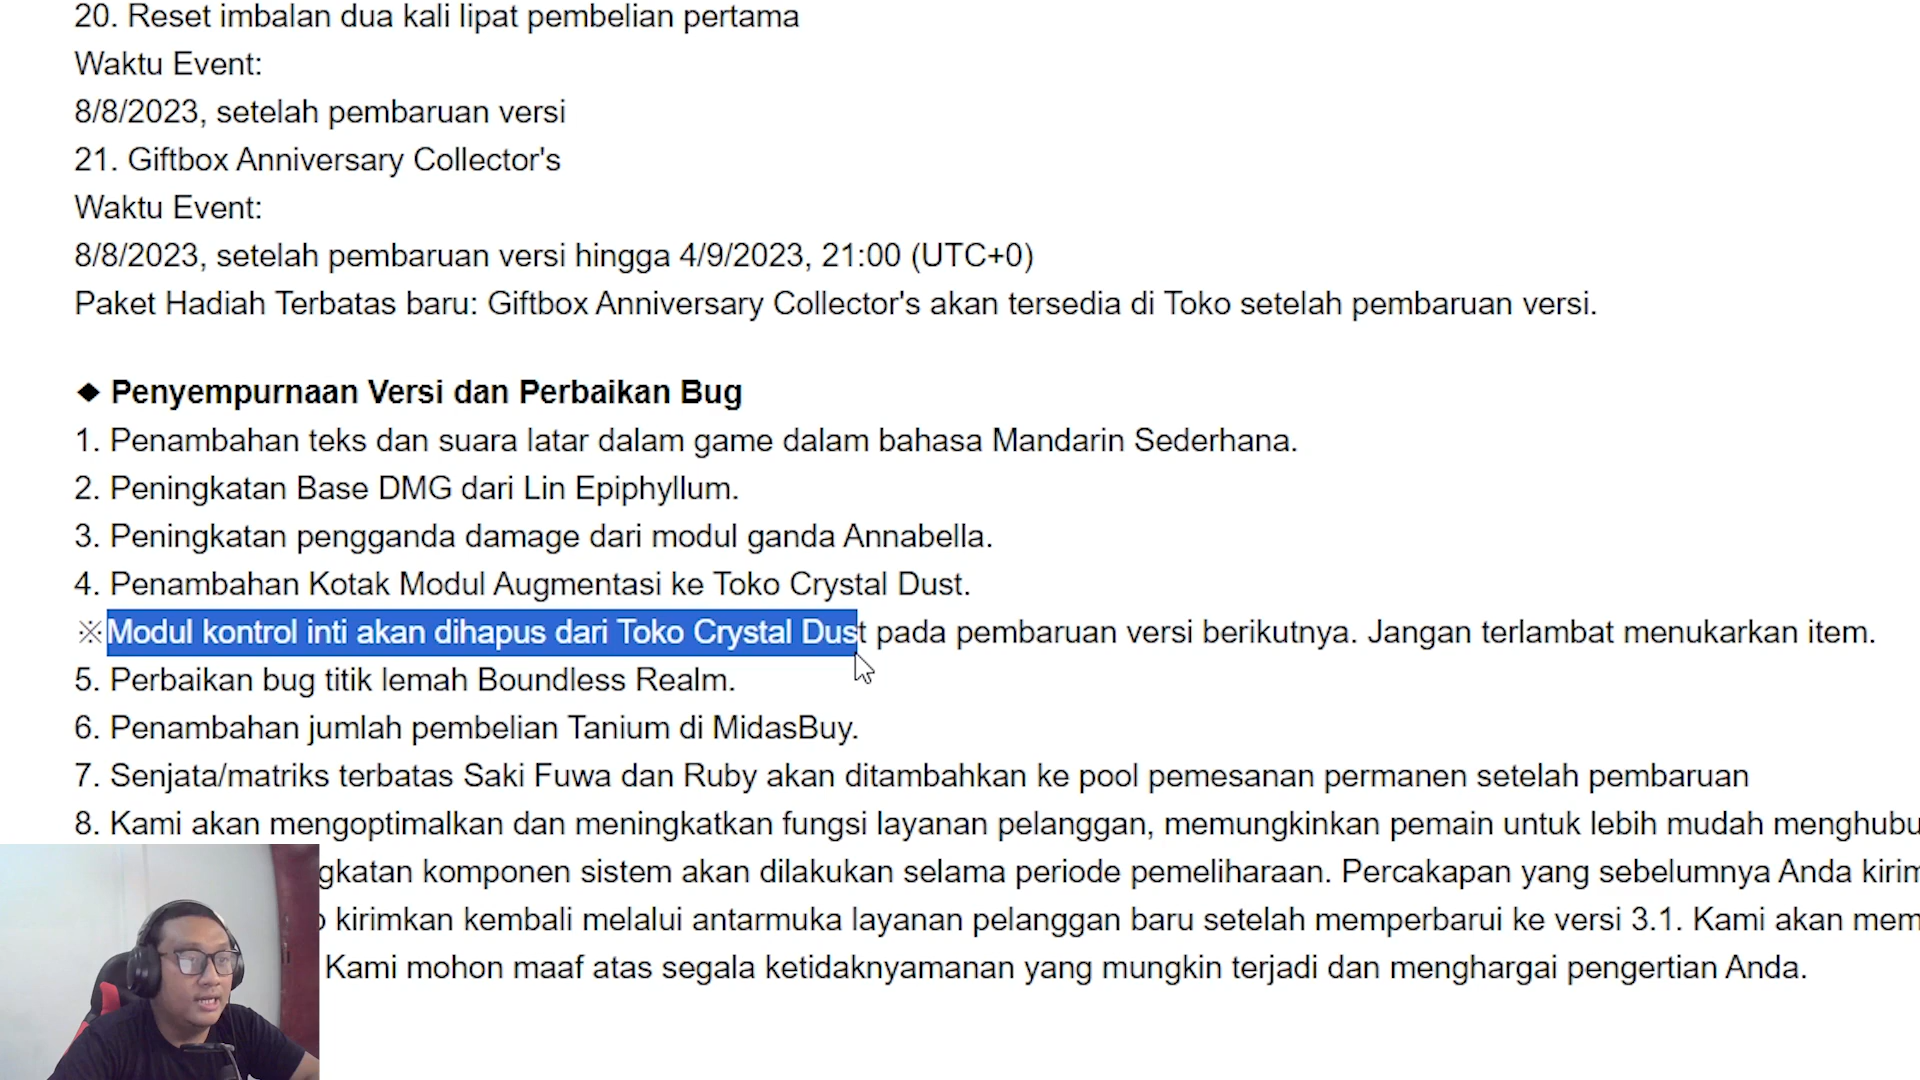 20. Reset imbalan dua kali lipat pembelian pertama
Waktu Event:
8/8/2023, setelah pembaruan versi
21. Giftbox Anniversary Collector's
Waktu Event:
8/8/2023, setelah pembaruan versi hingga 4/9/2023, 21:00 (UTC+0)
Paket Hadiah Terbatas baru: Giftbox Anniversary Collector's akan tersedia di Toko setelah pembaruan versi.
◆ Penyempurnaan Versi dan Perbaikan Bug
1. Penambahan teks dan suara latar dalam game dalam bahasa Mandarin Sederhana.
2. Peningkatan Base DMG dari Lin Epiphyllum.
3. Peningkatan pengganda damage dari modul ganda Annabella.
4. Penambahan Kotak Modul Augmentasi ke Toko Crystal Dust.
※Modul kontrol inti akan dihapus dari Toko Crystal Dust pada pembaruan versi berikutnya. Jangan terlambat menukarkan item.
5. Perbaikan bug titik lemah Boundless Realm.
6. Penambahan jumlah pembelian Tanium di MidasBuy.
7. Senjata/matriks terbatas Saki Fuwa dan Ruby akan ditambahkan ke pool pemesanan permanen setelah pembaruan
8. Kami akan mengoptimalkan dan meningkatkan fungsi layanan pelanggan, memungkinkan pemain untuk lebih mudah menghubu
gkatan komponen sistem akan dilakukan selama periode pemeliharaan. Percakapan yang sebelumnya Anda kirim
kirimkan kembali melalui antarmuka layanan pelanggan baru setelah memperbarui ke versi 3.1. Kami akan mem
Kami mohon maaf atas segala ketidaknyamanan yang mungkin terjadi dan menghargai pengertian Anda.